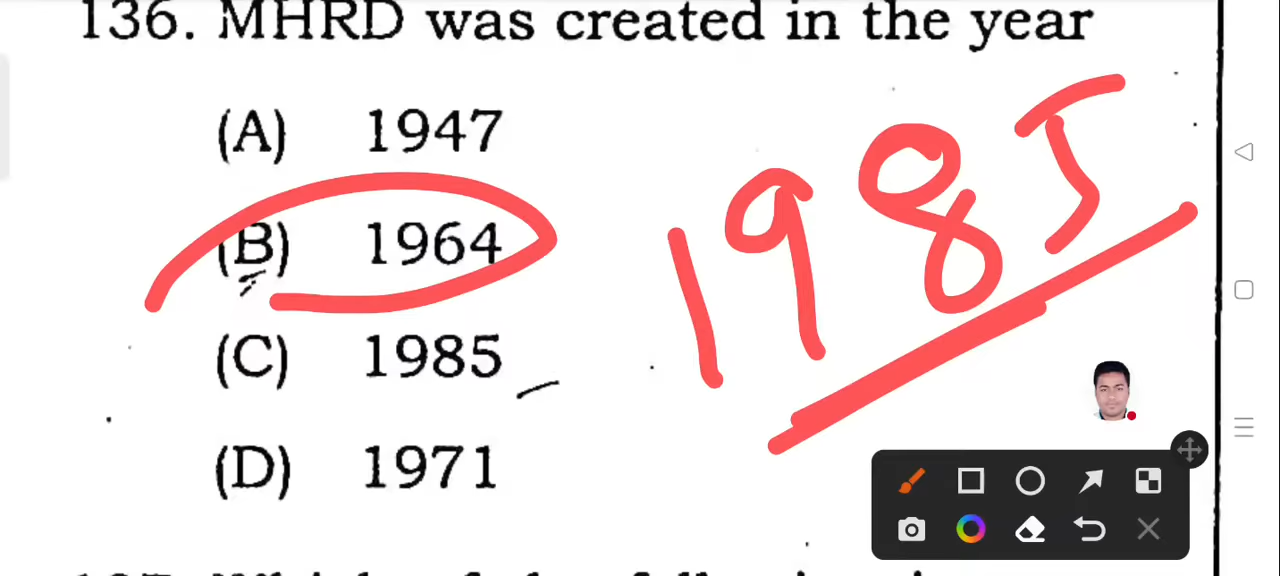 136. MHRD was created in the year
(A) 1947
(B) 1964
(C) 1985
(D) 1971
1985